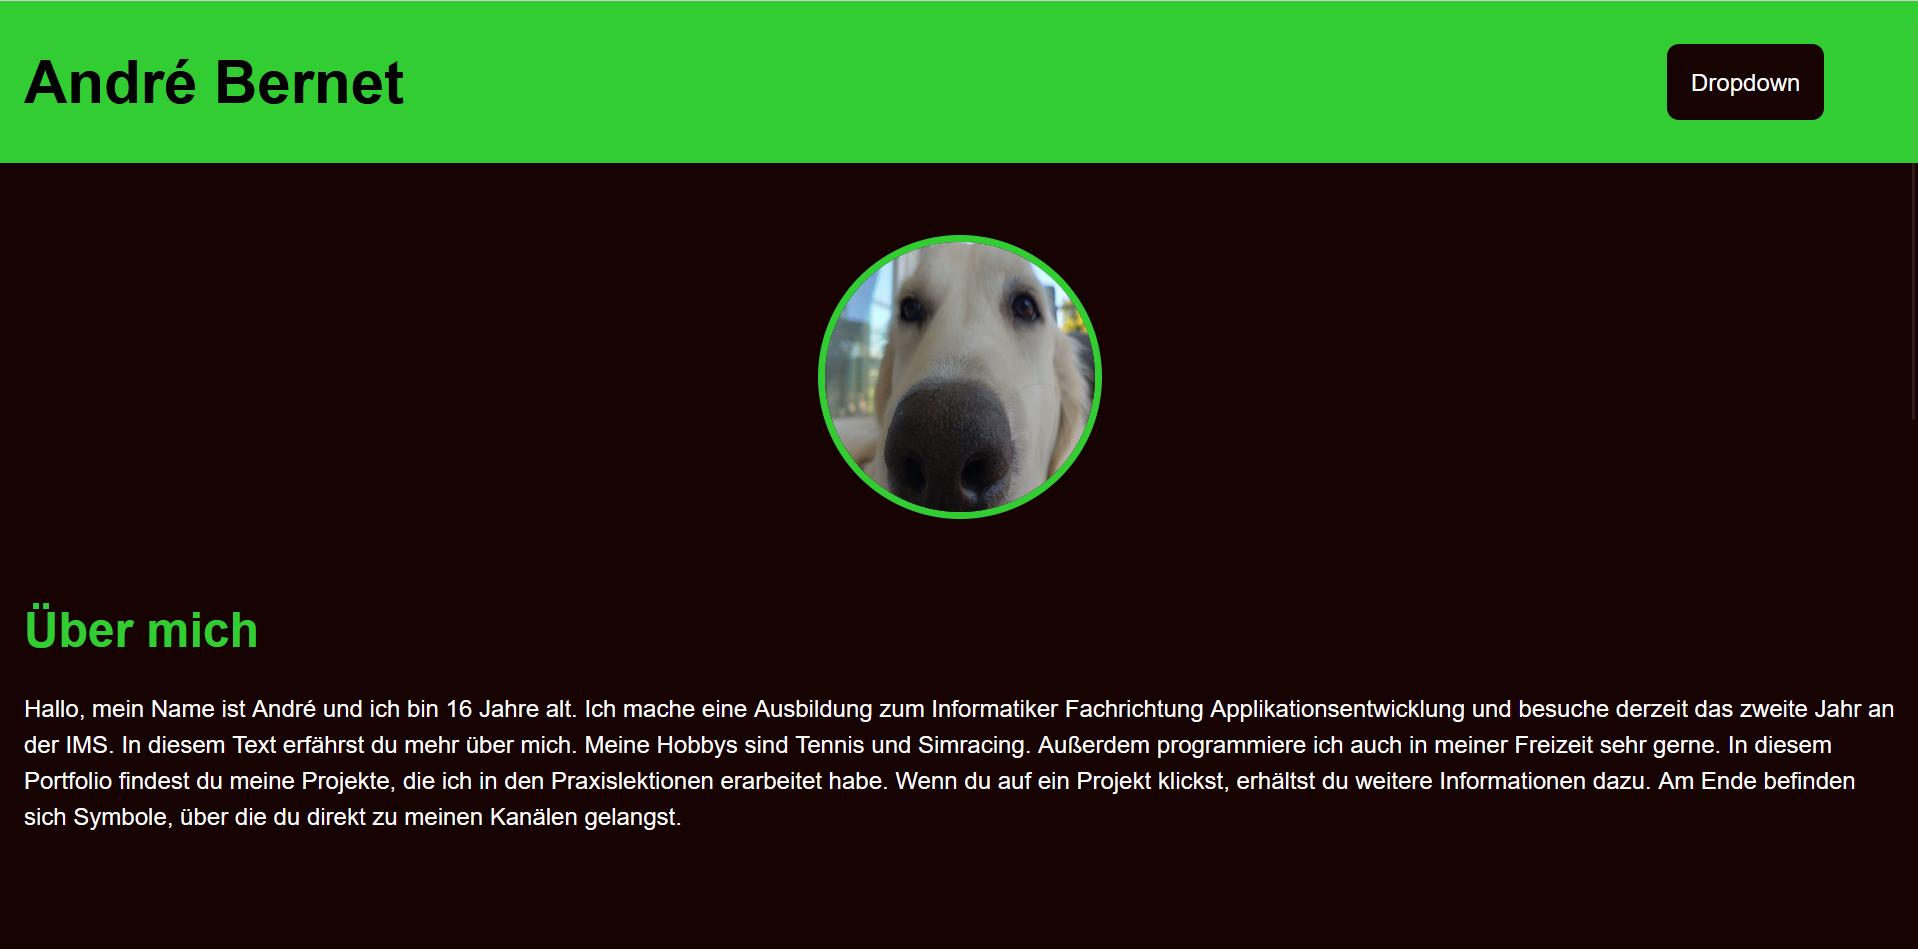 André Bernet
Dropdown
Über mich
Hallo, mein Name ist André und ich bin 16 Jahre alt. Ich mache eine Ausbildung zum Informatiker Fachrichtung Applikationsentwicklung und besuche derzeit das zweite Jahr an
der IMS. In diesem Text erfährst du mehr über mich. Meine Hobbys sind Tennis und Simracing. Außerdem programmiere ich auch in meiner Freizeit sehr gerne. In diesem
Portfolio findest du meine Projekte, die ich in den Praxislektionen erarbeitet habe. Wenn du auf ein Projekt klickst, erhältst du weitere Informationen dazu. Am Ende befinden
sich Symbole, über die du direkt zu meinen Kanälen gelangst.